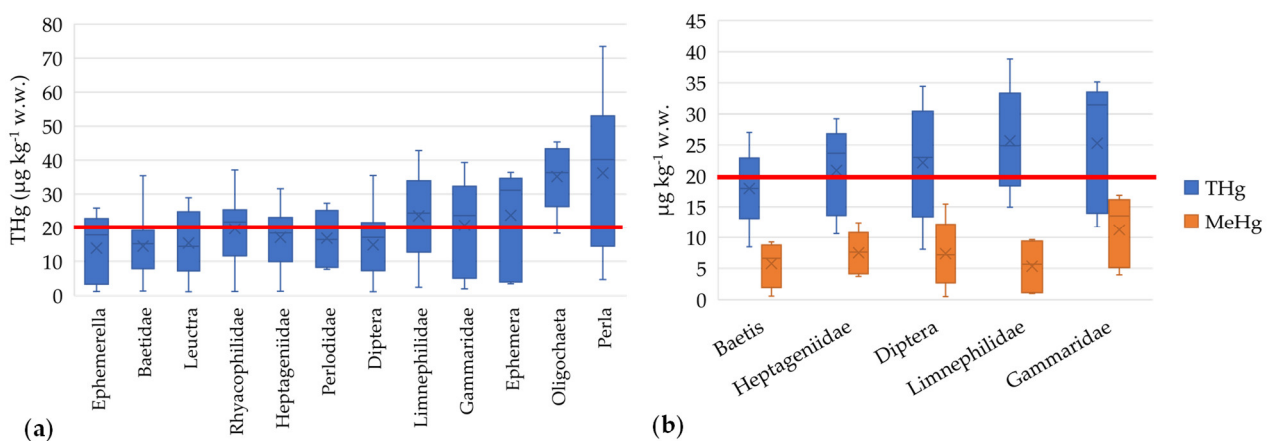 THg (µg kg⁻¹ w.w.)
80
70
60
50
40
30
20
10
0
Ephemerella
Baetidae
Leuctra
Rhyacophilidae
Heptageniidae
Perlodidae
Diptera
Limnephilidae
Gammaridae
Ephemera
Oligochaeta
Perla
(a)
µg kg⁻¹ w.w.
45
40
35
30
25
20
15
10
5
0
Baetis
Heptageniidae
Diptera
Limnephilidae
Gammaridae
THg
MeHg
(b)